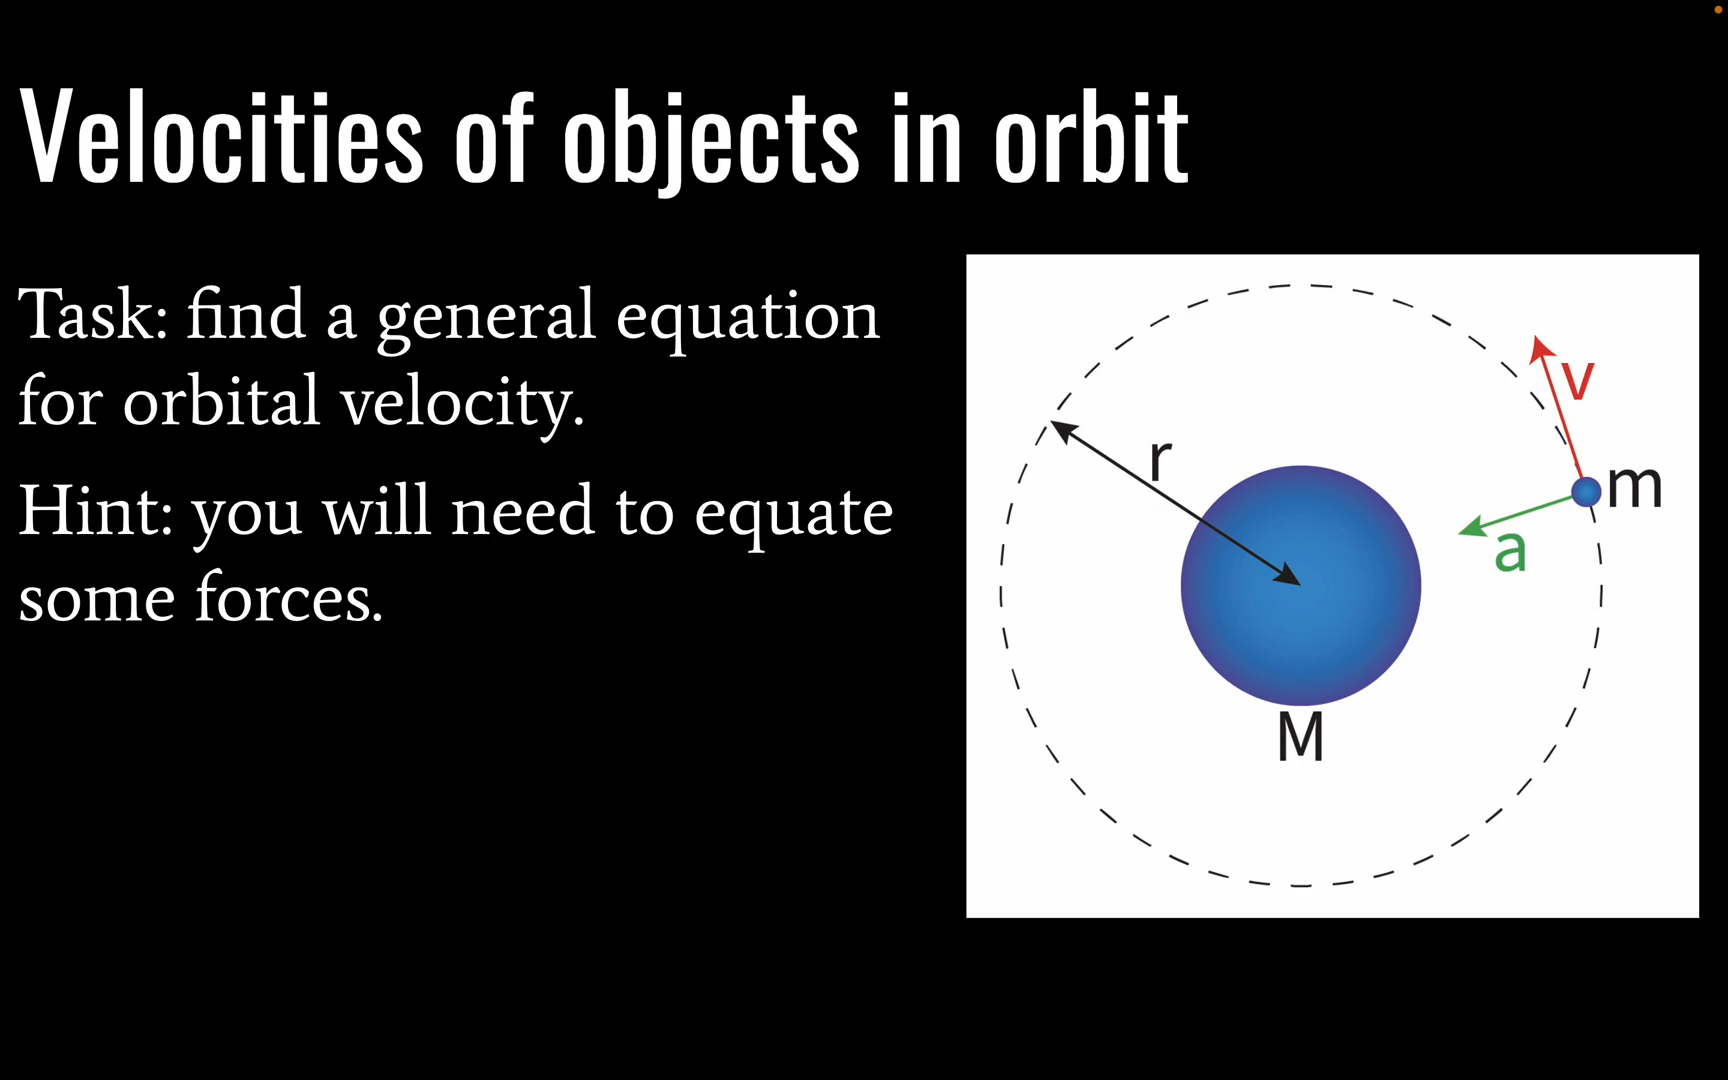 Velocities of objects in orbit
Task: find a general equation
for orbital velocity.
Hint: you will need to equate
some forces.
r
v
m
a
M